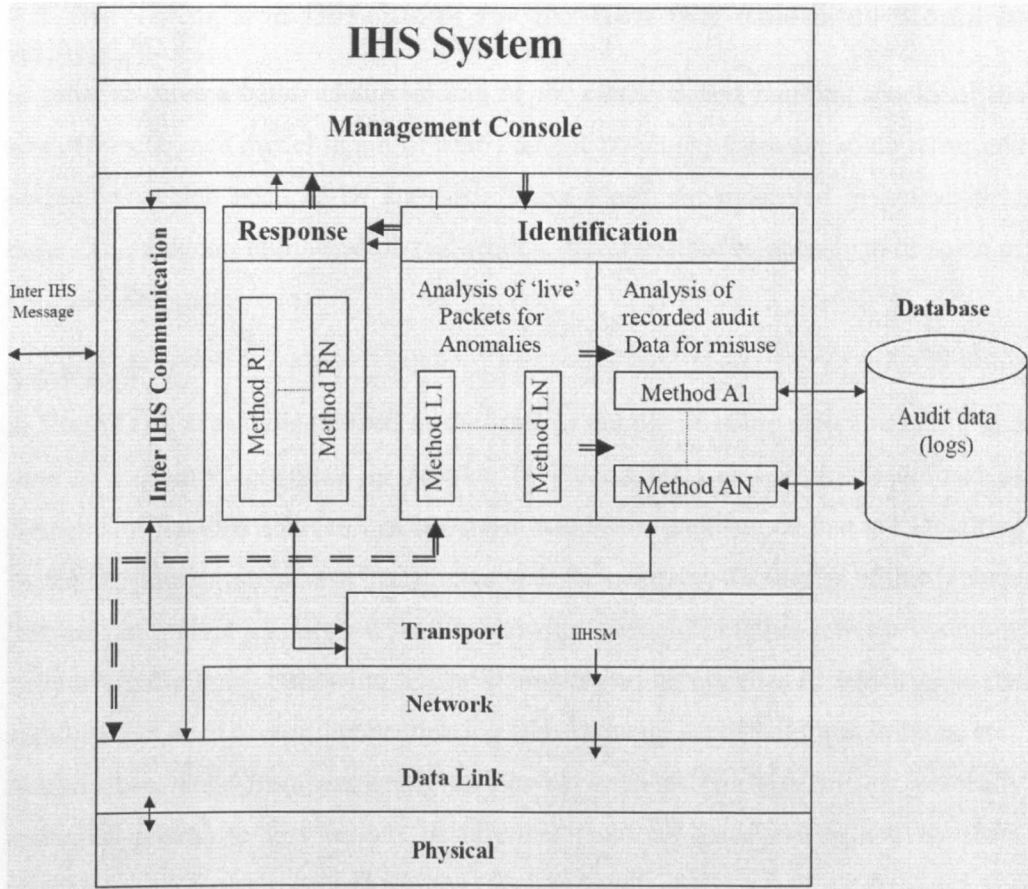 IHS System
Management Console
Inter IHS Communication
Response
Identification
Inter IHS
Message
Method R1
Method RN
Analysis of ‘live’
Packets for
Anomalies
Method L1
Method LN
Analysis of
recorded audit
Data for misuse
Method A1
Method AN
Database
Audit data
(logs)
Transport
IIHSM
Network
Data Link
Physical